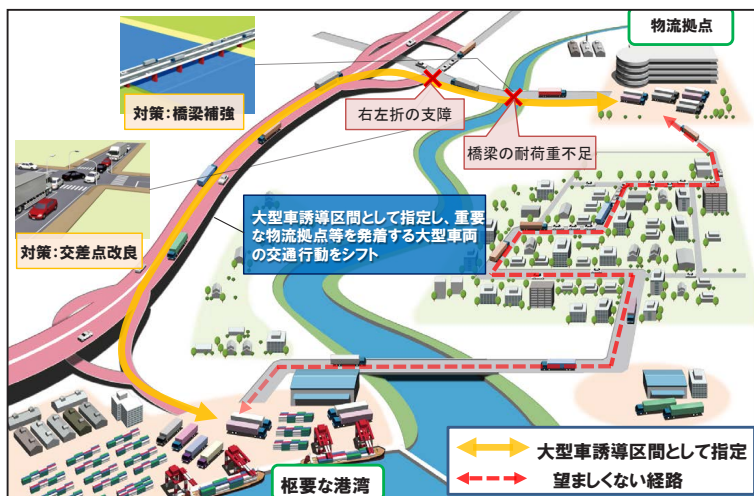 物流拠点
対策：橋梁補強
右左折の支障
橋梁の耐荷重不足
対策：交差点改良
大型車誘導区間として指定し、重要
な物流拠点等を発着する大型車両
の交通行動をシフト
枢要な港湾
大型車誘導区間として指定
望ましくない経路